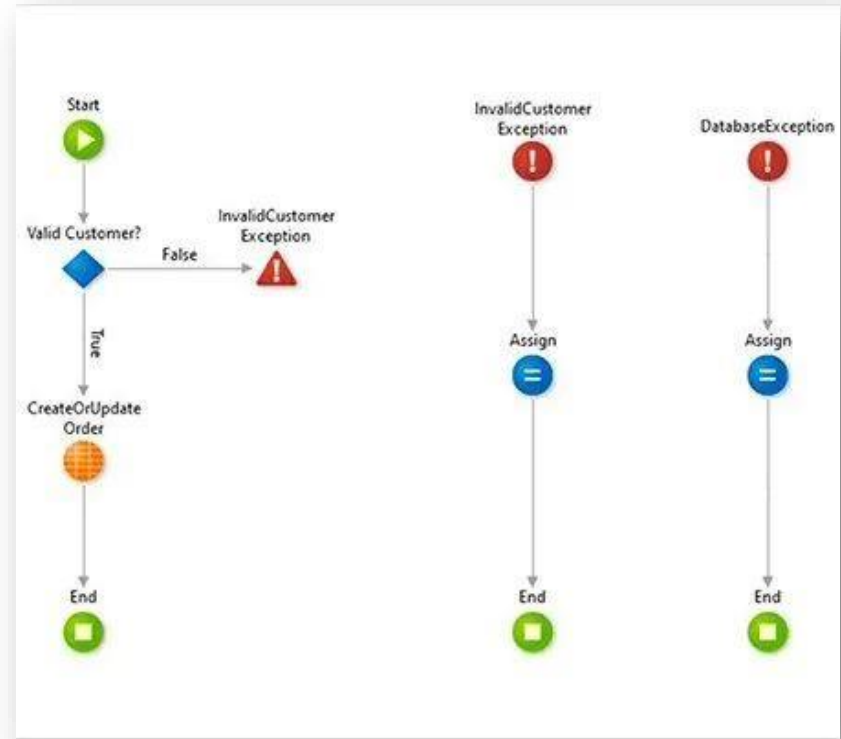 Start
Valid Customer?
False
InvalidCustomer
Exception
True
CreateOrUpdate
Order
End
InvalidCustomer
Exception
Assign
End
DatabaseException
Assign
End